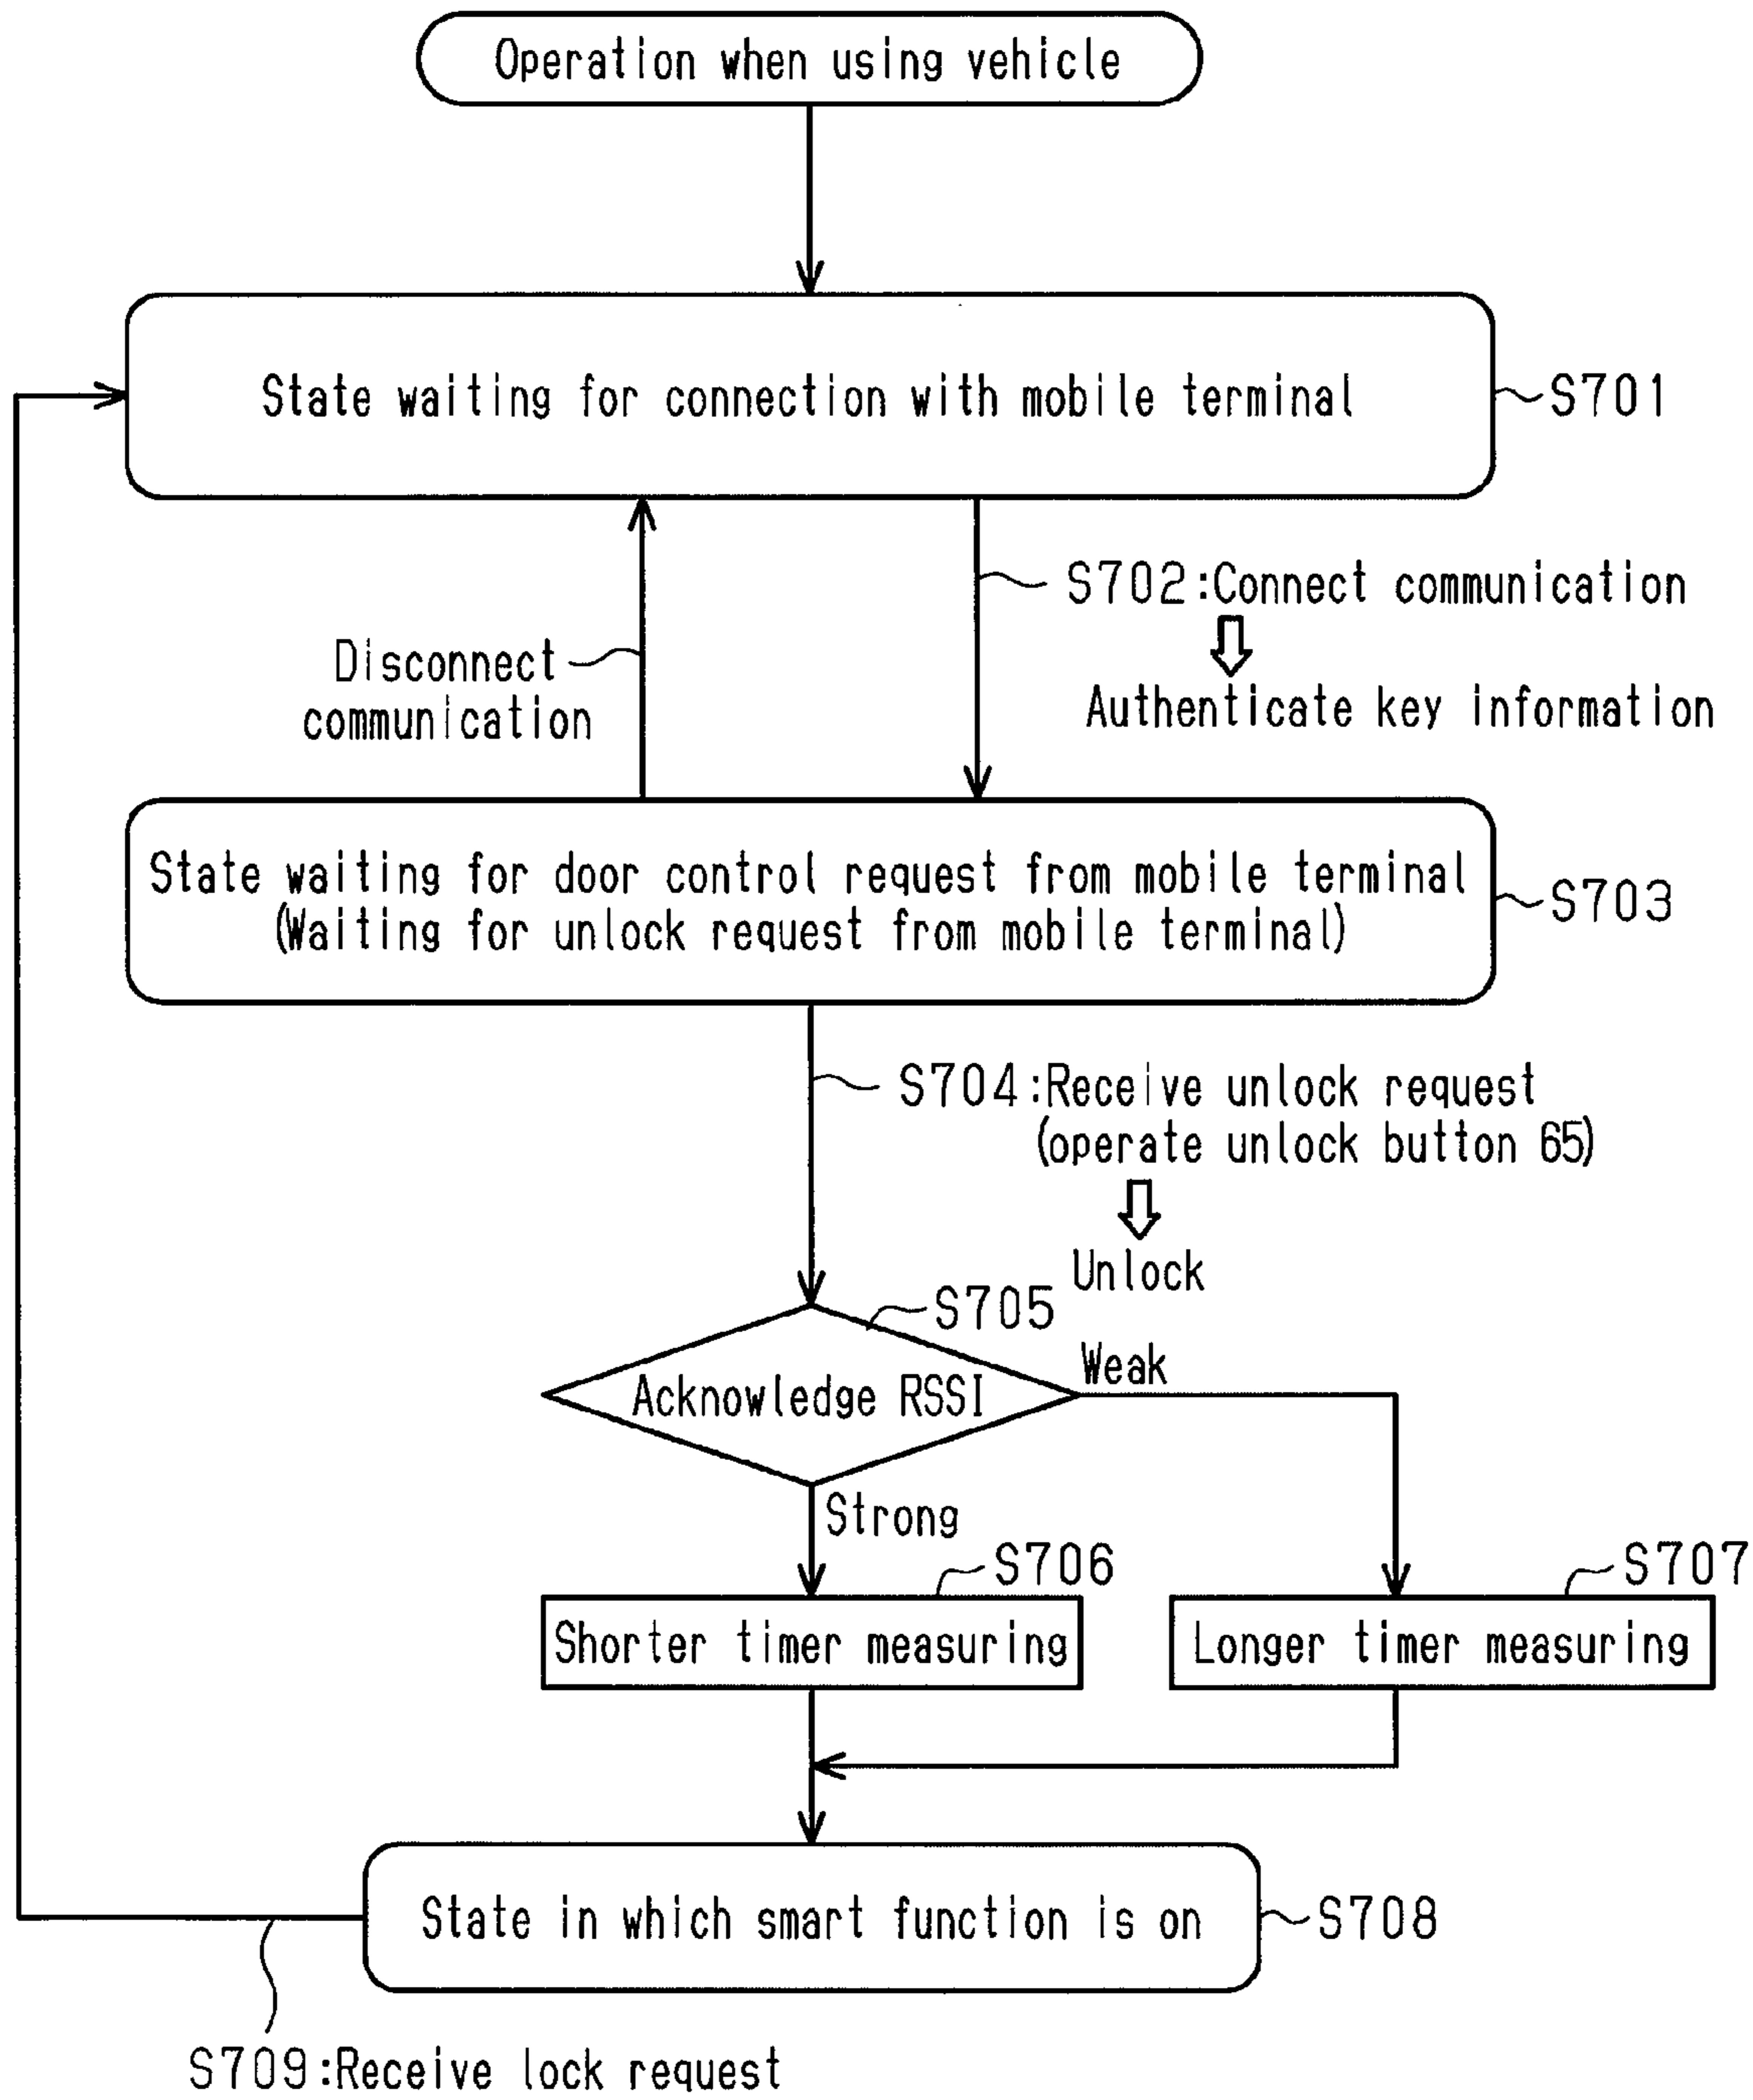 Operation when using vehicle
State waiting for connection with mobile terminal
S701
S702:Connect communication
Authenticate key information
Disconnect
communication
State waiting for door control request from mobile terminal
(Waiting for unlock request from mobile terminal)
S703
S704:Receive unlock request
(operate unlock button 65)
Unlock
S705
Acknowledge RSSI
Weak
Strong
S706
Shorter timer measuring
S707
Longer timer measuring
State in which smart function is on
S708
S709:Receive lock request